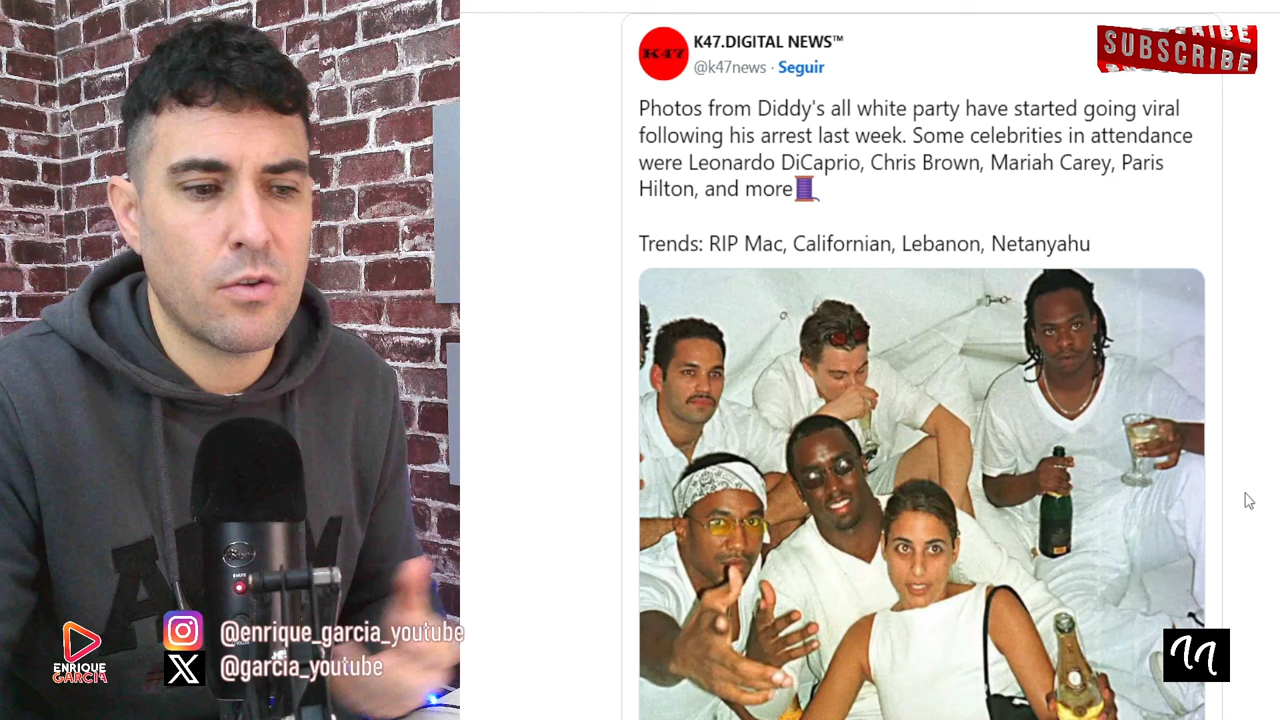 K47
K47.DIGITAL NEWS™
@k47news · Seguir
SUBSCRIBE
SUBSCRIBE
Photos from Diddy's all white party have started going viral
following his arrest last week. Some celebrities in attendance
were Leonardo DiCaprio, Chris Brown, Mariah Carey, Paris
Hilton, and more
Trends: RIP Mac, Californian, Lebanon, Netanyahu
ENRIQUE
GARCIA
@enrique_garcia_youtube
@garcia_youtube